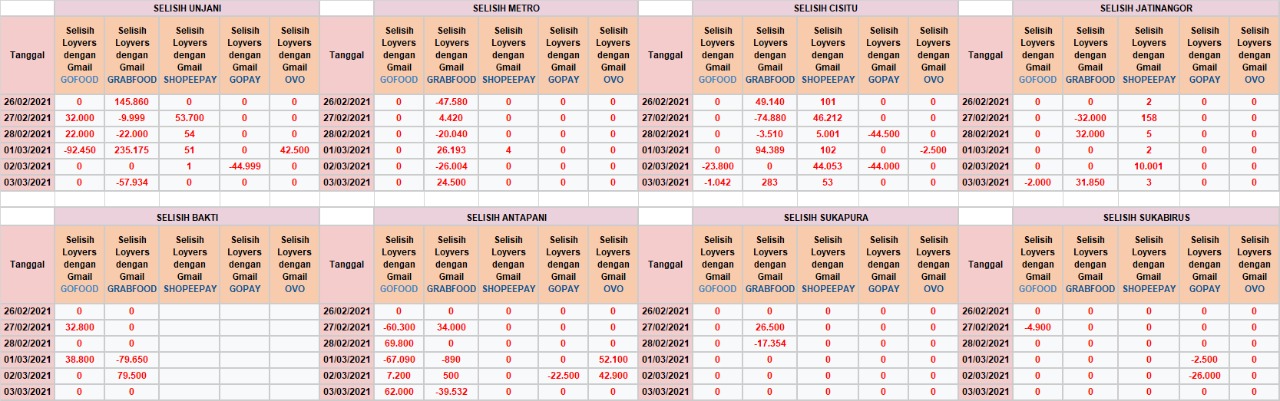 SELISIH UNJANI SELISIH METRO SELISIH CISITU SELISIH JATINANGOR
Tanggal Selisih Loyvers dengan Gmail GOFOOD Selisih Loyvers dengan Gmail GRABFOOD Selisih Loyvers dengan Gmail SHOPEEPAY Selisih Loyvers dengan Gmail GOPAY Selisih Loyvers dengan Gmail OVO Tanggal Selisih Loyvers dengan Gmail GOFOOD Selisih Loyvers dengan Gmail GRABFOOD Selisih Loyvers dengan Gmail SHOPEEPAY Selisih Loyvers dengan Gmail GOPAY Selisih Loyvers dengan Gmail OVO Tanggal Selisih Loyvers dengan Gmail GOFOOD Selisih Loyvers dengan Gmail GRABFOOD Selisih Loyvers dengan Gmail SHOPEEPAY Selisih Loyvers dengan Gmail GOPAY Selisih Loyvers dengan Gmail OVO Tanggal Selisih Loyvers dengan Gmail GOFOOD Selisih Loyvers dengan Gmail GRABFOOD Selisih Loyvers dengan Gmail SHOPEEPAY Selisih Loyvers dengan Gmail GOPAY Selisih Loyvers dengan Gmail OVO
26/02/2021 0 145.860 0 0 0 26/02/2021 0 -47.580 0 0 0 26/02/2021 0 49.140 101 0 0 26/02/2021 0 0 2 0 0
27/02/2021 32.000 -9.999 53.700 0 0 27/02/2021 0 4.420 0 0 0 27/02/2021 0 -74.880 46.212 0 0 27/02/2021 0 -32.000 158 0 0
28/02/2021 22.000 -22.000 54 0 0 28/02/2021 0 -20.040 0 0 0 28/02/2021 0 -3.510 5.001 -44.500 0 28/02/2021 0 32.000 5 0 0
01/03/2021 -92.450 235.175 51 0 42.500 01/03/2021 0 26.193 4 0 0 01/03/2021 0 94.389 102 0 -2.500 01/03/2021 0 0 2 0 0
02/03/2021 0 0 1 -44.999 0 02/03/2021 0 -26.004 0 0 0 02/03/2021 -23.800 0 44.053 -44.000 0 02/03/2021 0 0 10.001 0 0
03/03/2021 0 -57.934 0 0 0 03/03/2021 0 24.500 0 0 0 03/03/2021 -1.042 283 53 0 0 03/03/2021 -2.000 31.850 3 0 0
SELISIH BAKTI SELISIH ANTAPANI SELISIH SUKAPURA SELISIH SUKABIRUS
Tanggal Selisih Loyvers dengan Gmail GOFOOD Selisih Loyvers dengan Gmail GRABFOOD Selisih Loyvers dengan Gmail SHOPEEPAY Selisih Loyvers dengan Gmail GOPAY Selisih Loyvers dengan Gmail OVO Tanggal Selisih Loyvers dengan Gmail GOFOOD Selisih Loyvers dengan Gmail GRABFOOD Selisih Loyvers dengan Gmail SHOPEEPAY Selisih Loyvers dengan Gmail GOPAY Selisih Loyvers dengan Gmail OVO Tanggal Selisih Loyvers dengan Gmail GOFOOD Selisih Loyvers dengan Gmail GRABFOOD Selisih Loyvers dengan Gmail SHOPEEPAY Selisih Loyvers dengan Gmail GOPAY Selisih Loyvers dengan Gmail OVO Tanggal Selisih Loyvers dengan Gmail GOFOOD Selisih Loyvers dengan Gmail GRABFOOD Selisih Loyvers dengan Gmail SHOPEEPAY Selisih Loyvers dengan Gmail GOPAY Selisih Loyvers dengan Gmail OVO
26/02/2021 0 0 26/02/2021 0 0 0 0 0 26/02/2021 0 0 0 0 0 26/02/2021 0 0 0 0 0
27/02/2021 32.800 0 27/02/2021 -60.300 34.000 0 0 0 27/02/2021 0 26.500 0 0 0 27/02/2021 -4.900 0 0 0 0
28/02/2021 0 0 28/02/2021 69.800 0 0 0 0 28/02/2021 0 -17.354 0 0 0 28/02/2021 0 0 0 0 0
01/03/2021 38.800 -79.650 01/03/2021 -67.090 -890 0 0 52.100 01/03/2021 0 0 0 0 0 01/03/2021 0 0 0 -2.500 0
02/03/2021 0 79.500 02/03/2021 7.200 500 0 -22.500 42.900 02/03/2021 0 0 0 0 0 02/03/2021 0 0 0 -26.000 0
03/03/2021 0 0 03/03/2021 62.000 -39.532 0 0 0 03/03/2021 0 0 0 0 0 03/03/2021 0 0 0 0 0